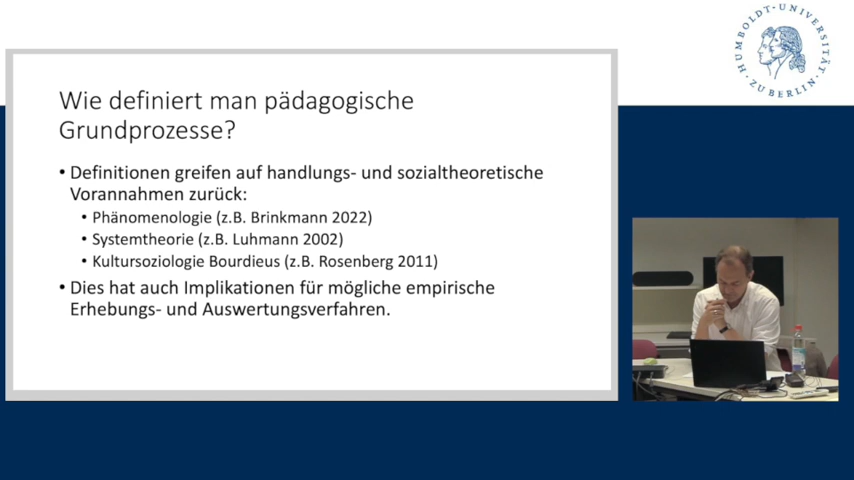 HUMBOLDT-UNIVERSITÄT
ZU BERLIN
Wie definiert man pädagogische
Grundprozesse?
• Definitionen greifen auf handlungs- und sozialtheoretische
Vorannahmen zurück:
• Phänomenologie (z.B. Brinkmann 2022)
• Systemtheorie (z.B. Luhmann 2002)
• Kultursoziologie Bourdieus (z.B. Rosenberg 2011)
• Dies hat auch Implikationen für mögliche empirische
Erhebungs- und Auswertungsverfahren.